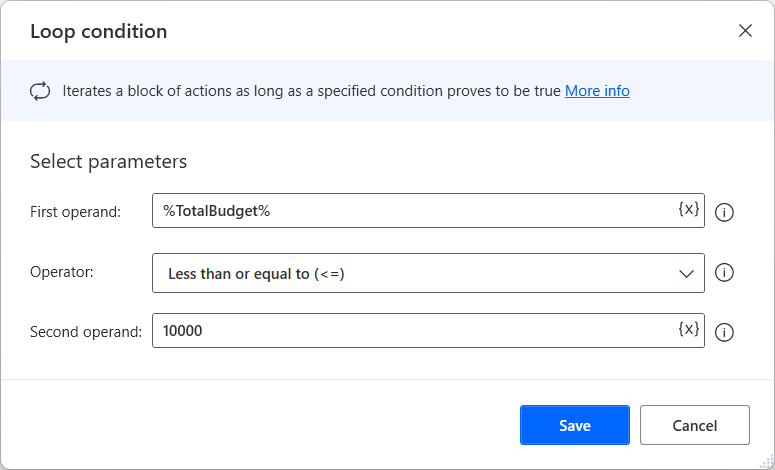 Loop condition
Iterates a block of actions as long as a specified condition proves to be true More info
Select parameters
First operand: %TotalBudget% {x}
Operator: Less than or equal to (<=)
Second operand: 10000 {x}
Save Cancel